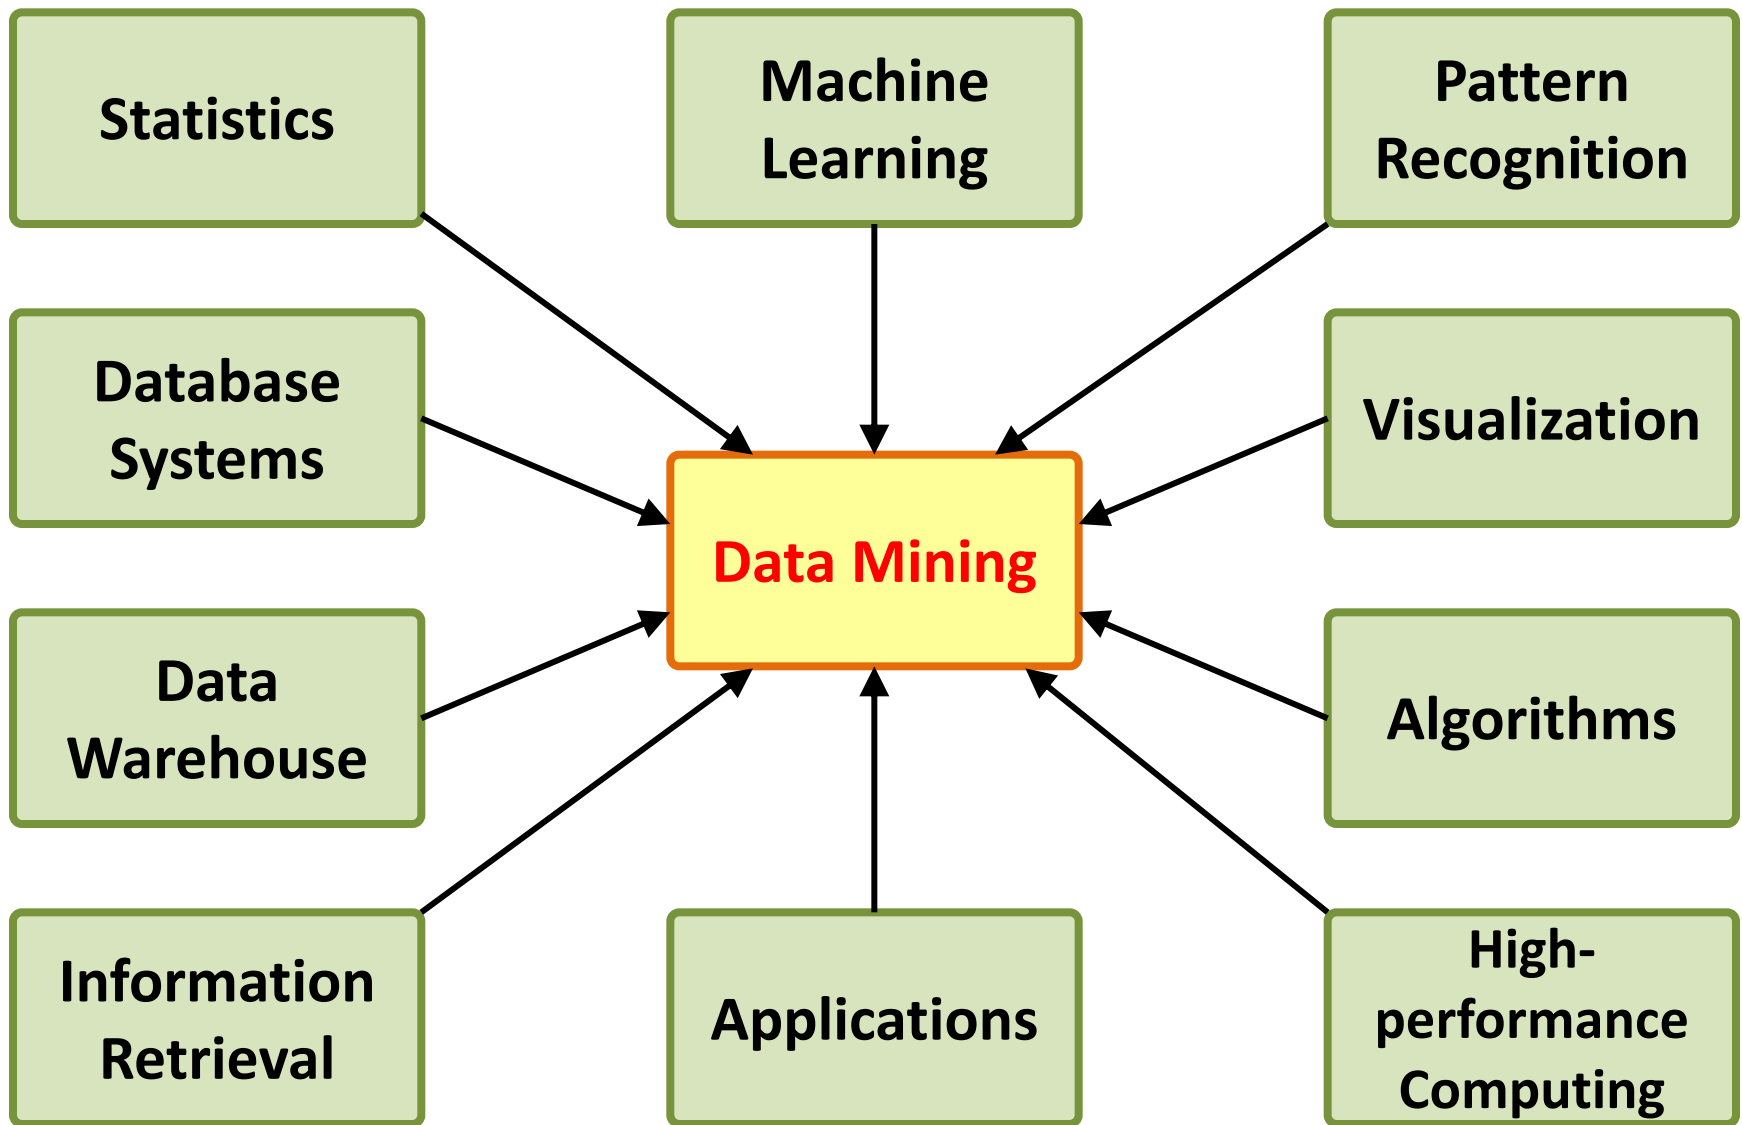 Statistics
Machine
Learning
Pattern
Recognition
Database
Systems
Visualization
Data Mining
Data
Warehouse
Algorithms
Information
Retrieval
Applications
High-
performance
Computing